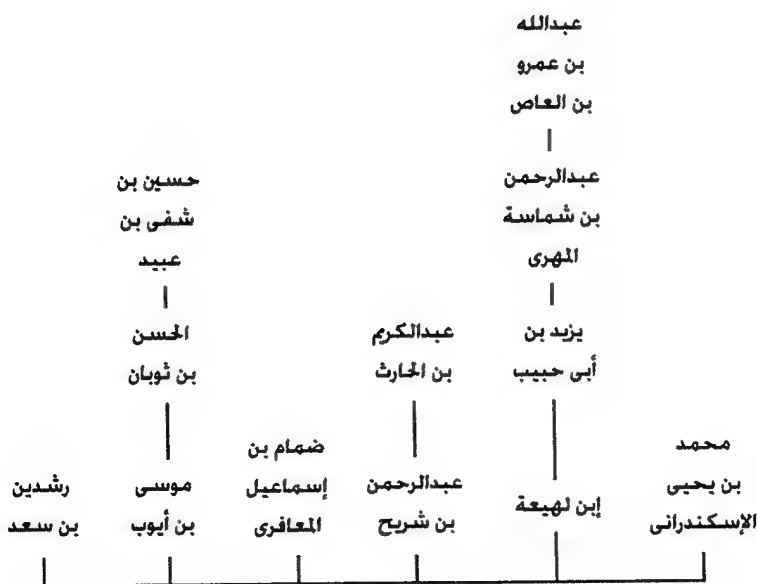 عبدالله
بن عمرو
بن العاص
عبدالرحمن
بن شماسة
المهرى
يزيد بن
أبى حبيب
إبن لهيعة
حسين بن
شفى بن
عبيد
الحسن
بن ثوبان
موسى
بن أيوب
عبدالكريم
بن الحارث
عبدالرحمن
بن شريح
محمد
بن يحيى
الإسكندرانى
ضمام بن
إسماعيل
المعافرى
رشدين
بن سعد